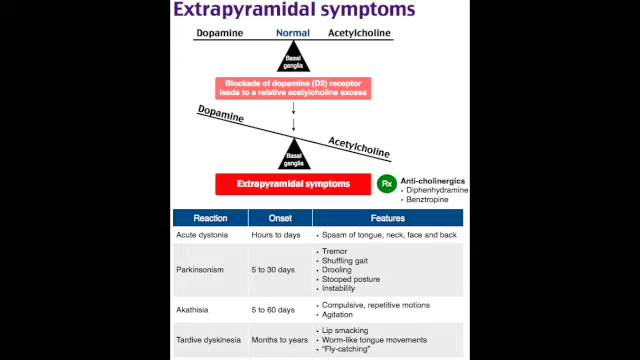 Extrapyramidal symptoms
Dopamine Normal Acetylcholine
Basal
ganglia
Blockade of dopamine (D2) receptor
leads to a relative acetylcholine excess
Dopamine
Acetylcholine
Basal
ganglia
Extrapyramidal symptoms
Rx
Anti-cholinergics
• Diphenhydramine
• Benztropine
Reaction Onset Features
Acute dystonia Hours to days • Spasm of tongue, neck, face and back
Parkinsonism 5 to 30 days • Tremor
• Shuffling gait
• Drooling
• Stooped posture
• Instability
Akathisia 5 to 60 days • Compulsive, repetitive motions
• Agitation
Tardive dyskinesia Months to years • Lip smacking
• Worm-like tongue movements
• "Fly-catching"